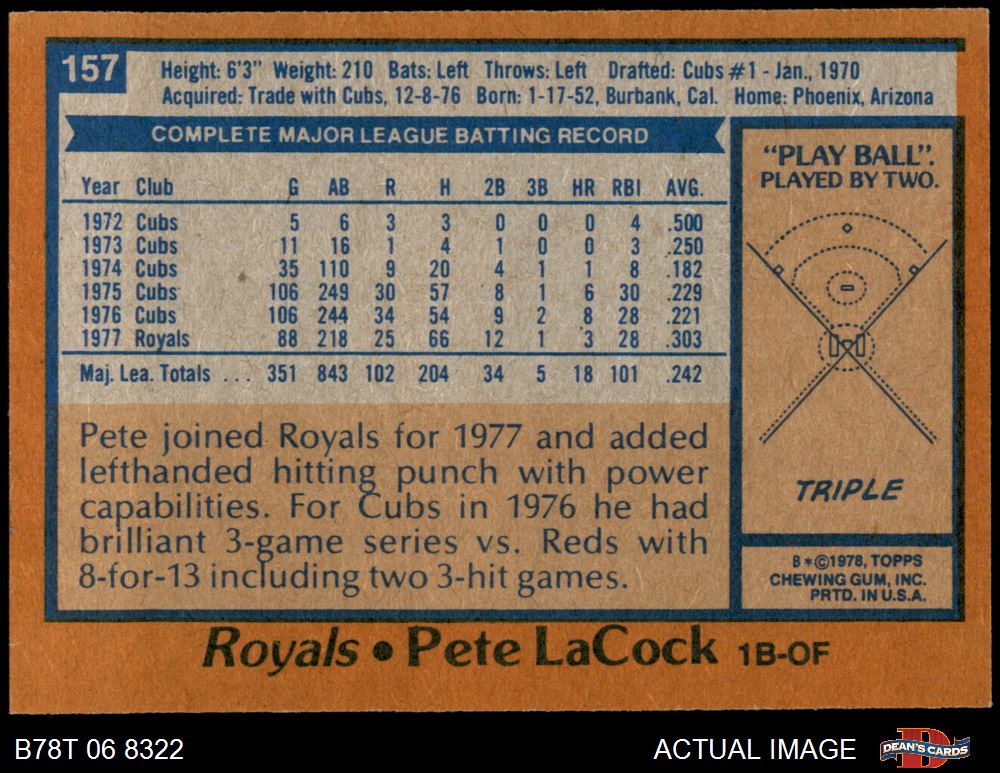 157
Height: 6'3" Weight: 210 Bats: Left Throws: Left Drafted: Cubs #1 - Jan., 1970
Acquired: Trade with Cubs, 12-8-76 Born: 1-17-52, Burbank, Cal. Home: Phoenix, Arizona
COMPLETE MAJOR LEAGUE BATTING RECORD
Year Club G AB R H 2B 3B HR RBI AVG.
1972 Cubs 5 6 3 3 0 0 0 4 .500
1973 Cubs 11 16 1 4 1 0 0 3 .250
1974 Cubs 35 110 9 20 4 1 1 8 .182
1975 Cubs 106 249 30 57 8 1 6 30 .229
1976 Cubs 106 244 34 54 9 2 8 28 .221
1977 Royals 88 218 25 66 12 1 3 28 .303
Maj. Lea. Totals ... 351 843 102 204 34 5 18 101 .242
Pete joined Royals for 1977 and added
lefthanded hitting punch with power
capabilities. For Cubs in 1976 he had
brilliant 3-game series vs. Reds with
8-for-13 including two 3-hit games.
"PLAY BALL".
PLAYED BY TWO.
TRIPLE
B*©1978, TOPPS
CHEWING GUM, INC.
PRTD. IN U.S.A.
Royals • Pete LaCock 1B-OF
B78T 06 8322
ACTUAL IMAGE
DEAN'S CARDS